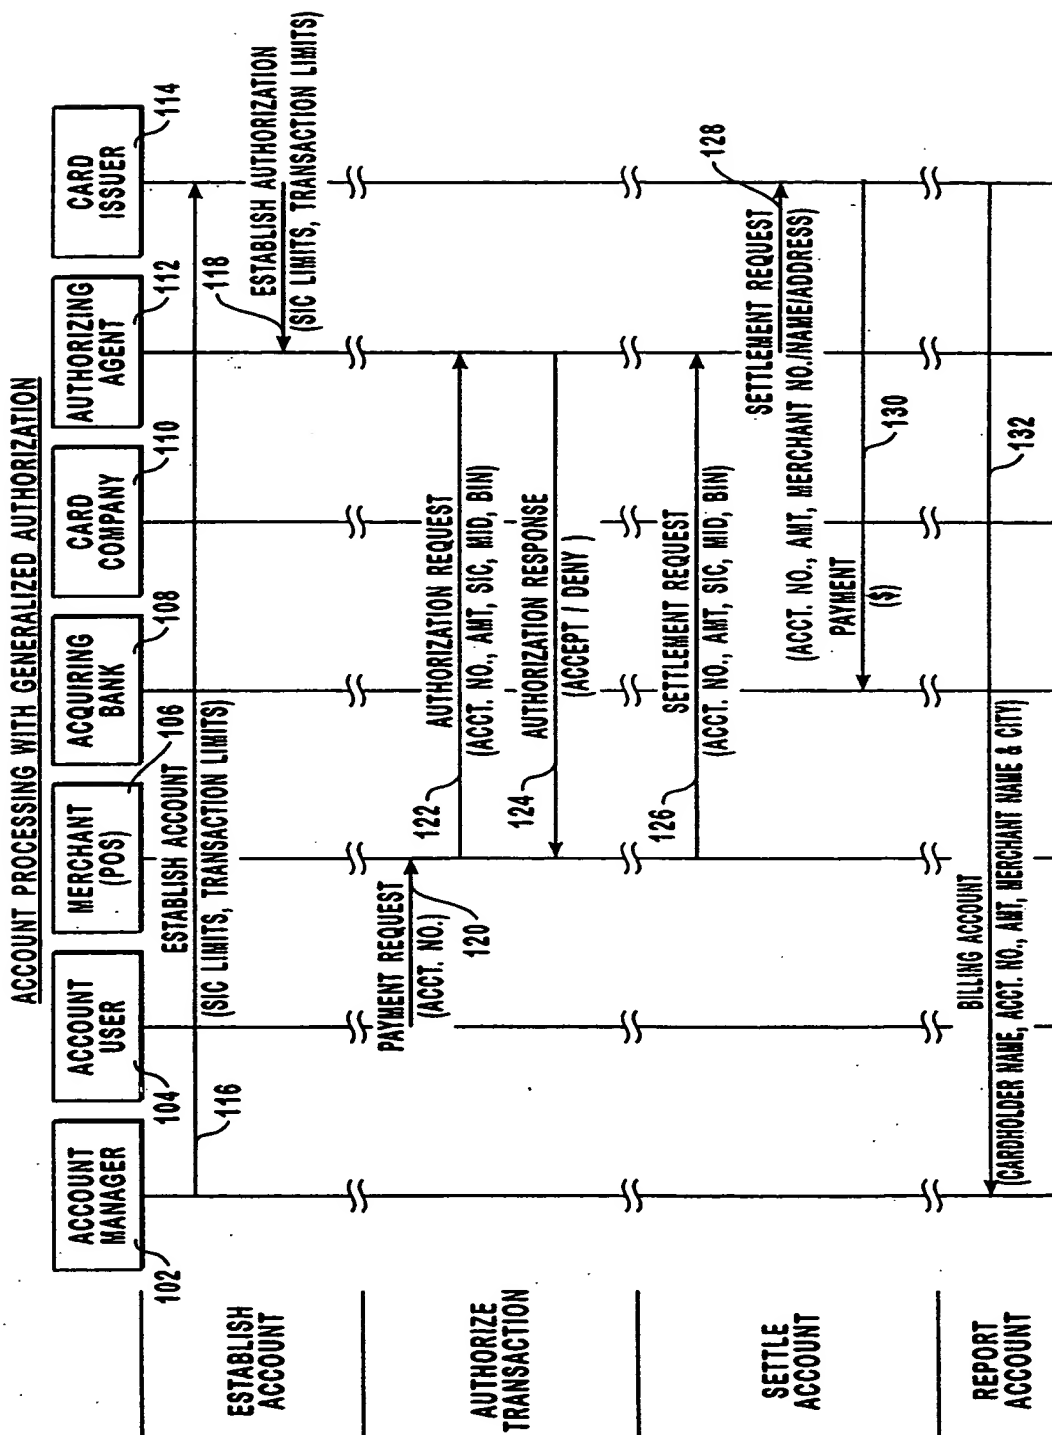 ACCOUNT PROCESSING WITH GENERALIZED AUTHORIZATION
ACCOUNT
MANAGER
102
ACCOUNT
USER
104
MERCHANT
(POS)
106
ACQUIRING
BANK
108
CARD
COMPANY
110
AUTHORIZING
AGENT
112
CARD
ISSUER
114
ESTABLISH
ACCOUNT
116
ESTABLISH ACCOUNT
(SIC LIMITS, TRANSACTION LIMITS)
118
ESTABLISH AUTHORIZATION
(SIC LIMITS, TRANSACTION LIMITS)
AUTHORIZE
TRANSACTION
PAYMENT REQUEST
(ACCT. NO.)
120
122
AUTHORIZATION REQUEST
(ACCT. NO., AMT, SIC, MID, BIN)
124
AUTHORIZATION RESPONSE
(ACCEPT / DENY )
SETTLE
ACCOUNT
126
SETTLEMENT REQUEST
(ACCT. NO., AMT, SIC, MID, BIN)
128
SETTLEMENT REQUEST
(ACCT. NO., AMT, MERCHANT NO./NAME/ADDRESS)
PAYMENT
($)
130
REPORT
ACCOUNT
BILLING ACCOUNT
(CARDHOLDER NAME, ACCT. NO., AMT, MERCHANT NAME & CITY)
132